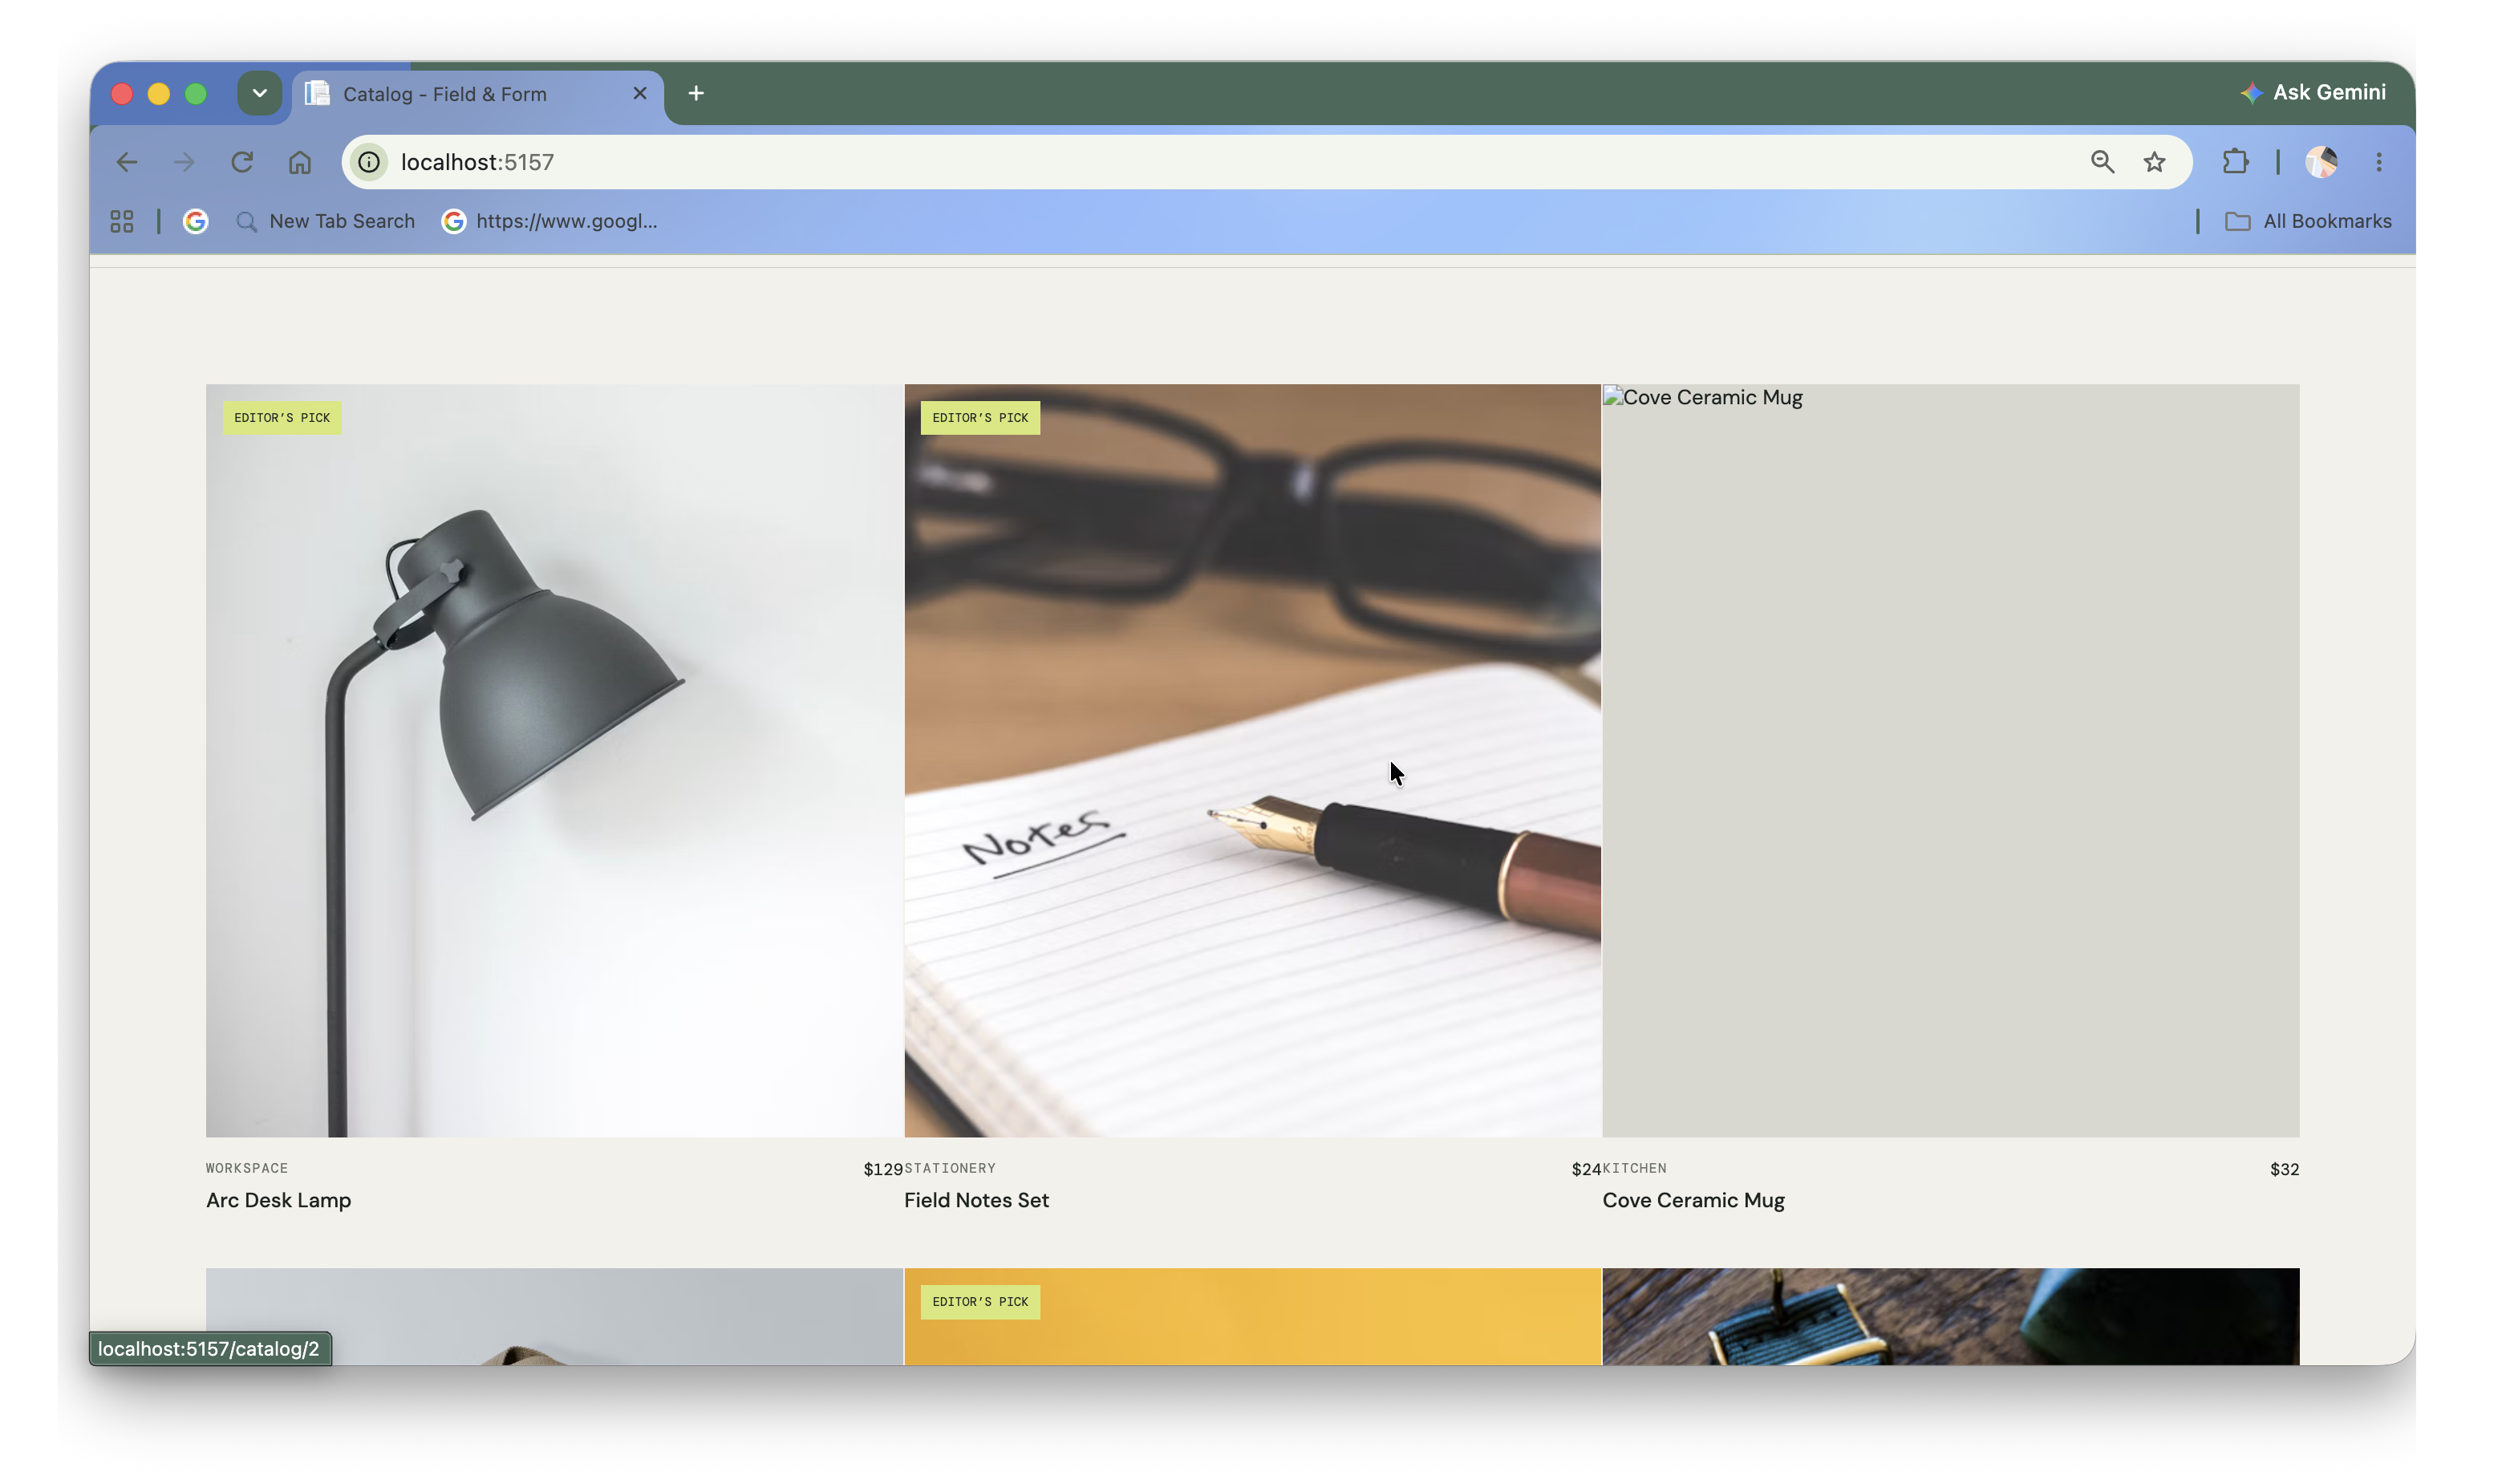 Catalog - Field & Form
Ask Gemini
localhost:5157
New Tab Search
https://www.googl...
All Bookmarks
EDITOR’S PICK
EDITOR’S PICK
Cove Ceramic Mug
Notes
WORKSPACE
$129
Arc Desk Lamp
STATIONERY
$24
Field Notes Set
KITCHEN
$32
Cove Ceramic Mug
EDITOR’S PICK
localhost:5157/catalog/2